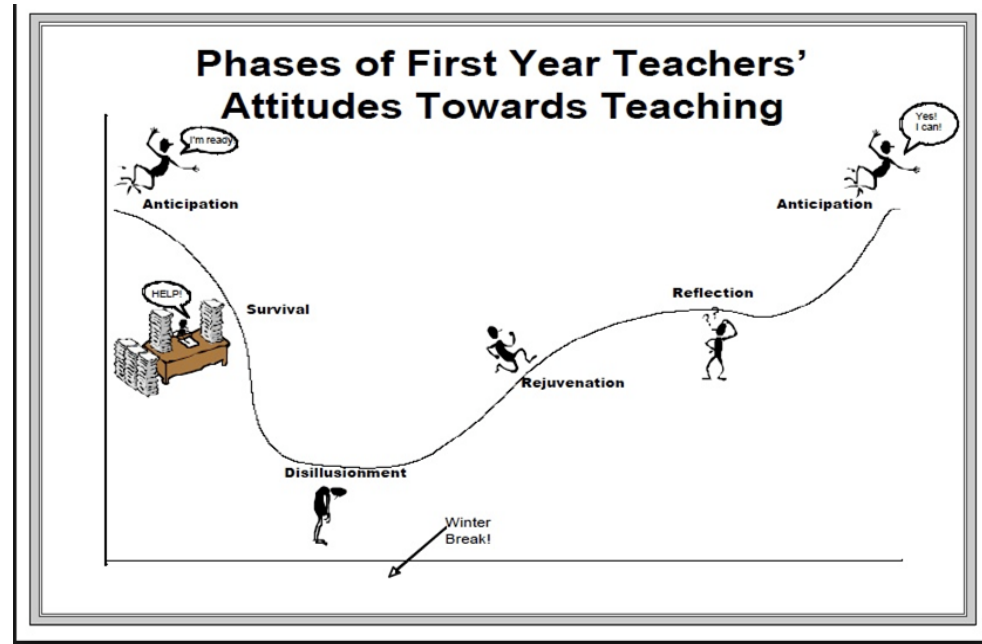 Phases of First Year Teachers’
Attitudes Towards Teaching
I'm ready
Yes!
I can!
Anticipation
Anticipation
HELP!
Survival
Reflection
??
Rejuvenation
Disillusionment
Winter
Break!